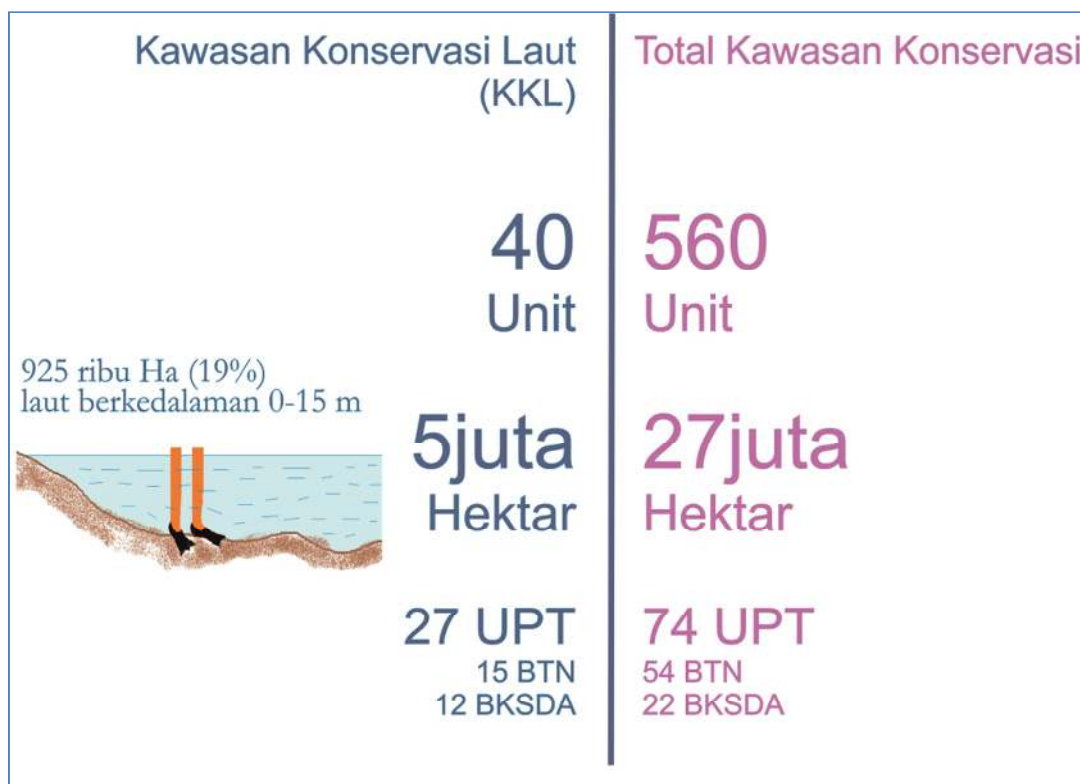 Kawasan Konservasi Laut
(KKL)
40
Unit
925 ribu Ha (19%)
laut berkedalaman 0-15 m
5juta
Hektar
27 UPT
15 BTN
12 BKSDA
Total Kawasan Konservasi
560
Unit
27juta
Hektar
74 UPT
54 BTN
22 BKSDA